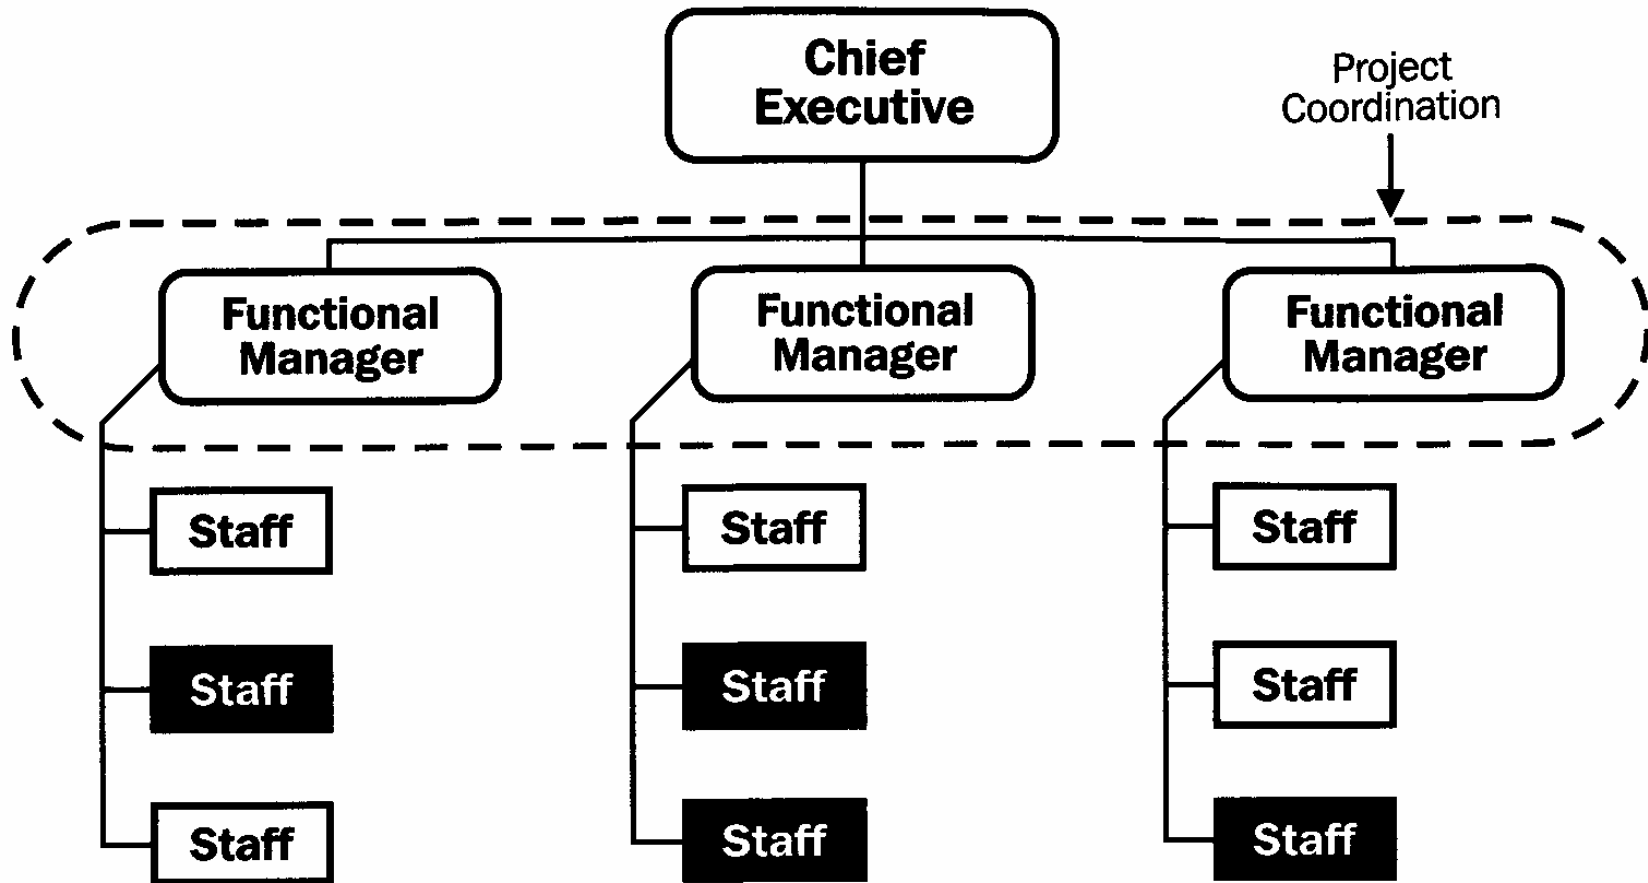 Chief
Executive
Project
Coordination
Functional
Manager
Functional
Manager
Functional
Manager
Staff
Staff
Staff
Staff
Staff
Staff
Staff
Staff
Staff